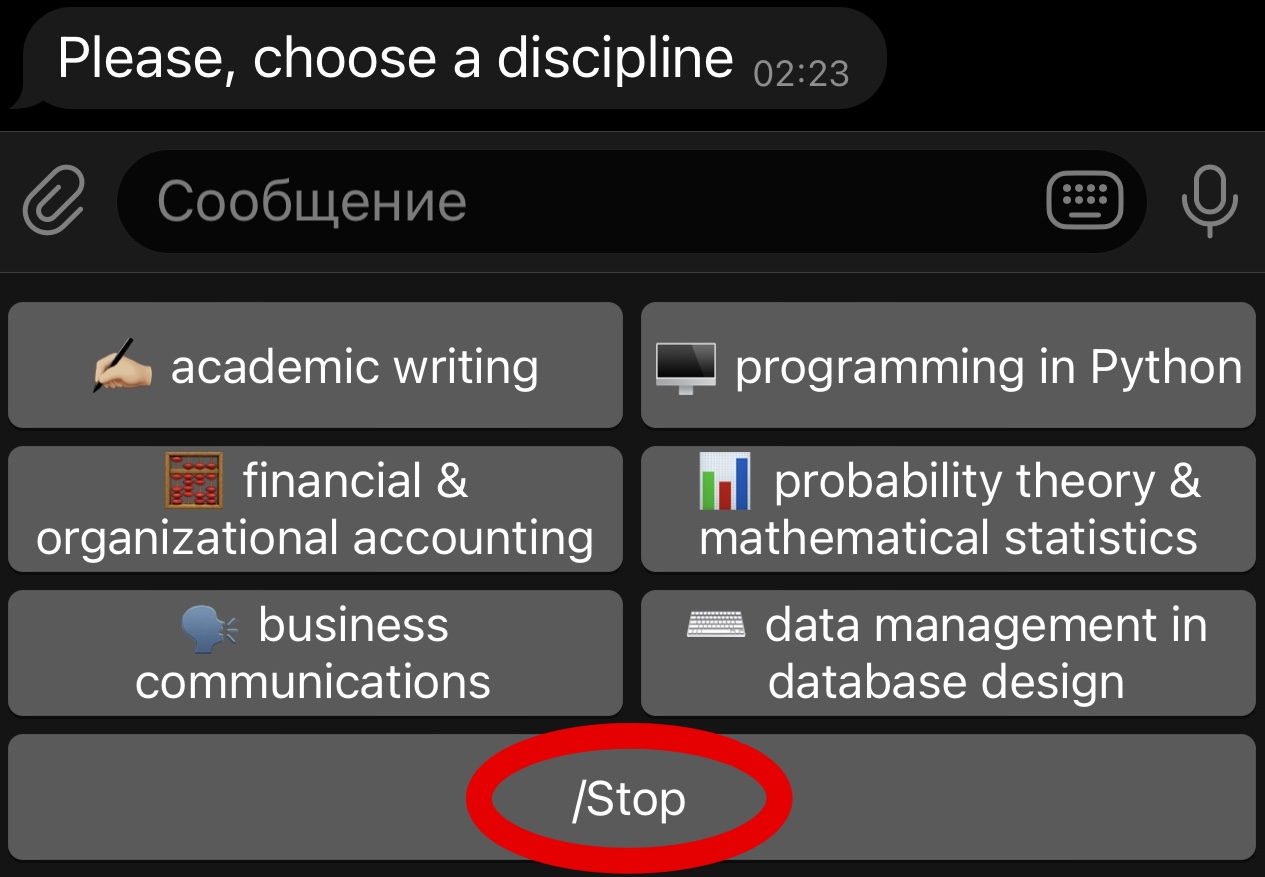 Please, choose a discipline 02:23
Сообщение
academic writing
programming in Python
financial &
organizational accounting
probability theory &
mathematical statistics
business
communications
data management in
database design
/Stop